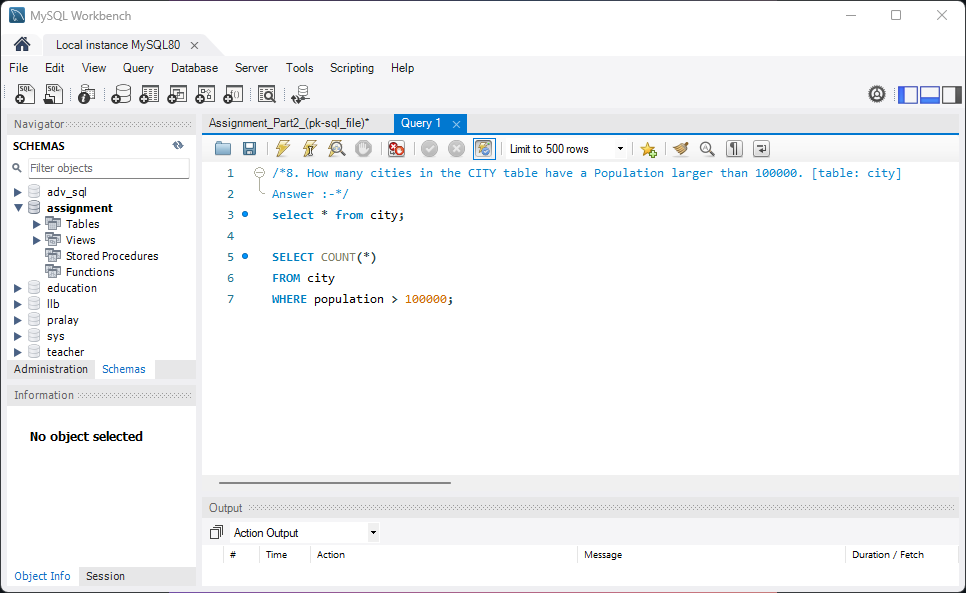 MySQL Workbench
Local instance MySQL80
File Edit View Query Database Server Tools Scripting Help
Navigator
SCHEMAS
Filter objects
adv_sql
assignment
Tables
Views
Stored Procedures
Functions
education
llb
pralay
sys
teacher
Administration Schemas
Information
No object selected
Object Info Session
Assignment_Part2_(pk-sql_file)* Query 1
Limit to 500 rows
1 /*8. How many cities in the CITY table have a Population larger than 100000. [table: city]
2 Answer :-*/
3 select * from city;
4
5 SELECT COUNT(*)
6 FROM city
7 WHERE population > 100000;
Output
Action Output
# Time Action Message Duration / Fetch